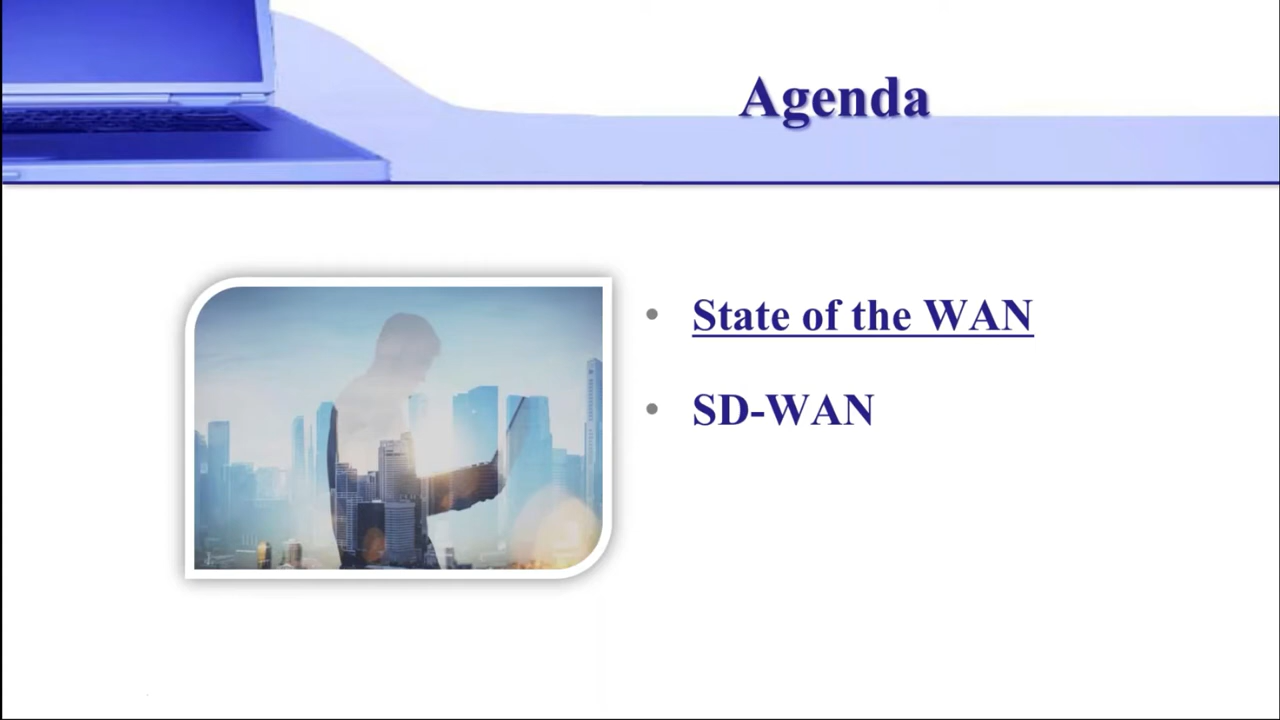 Agenda
• State of the WAN
• SD-WAN